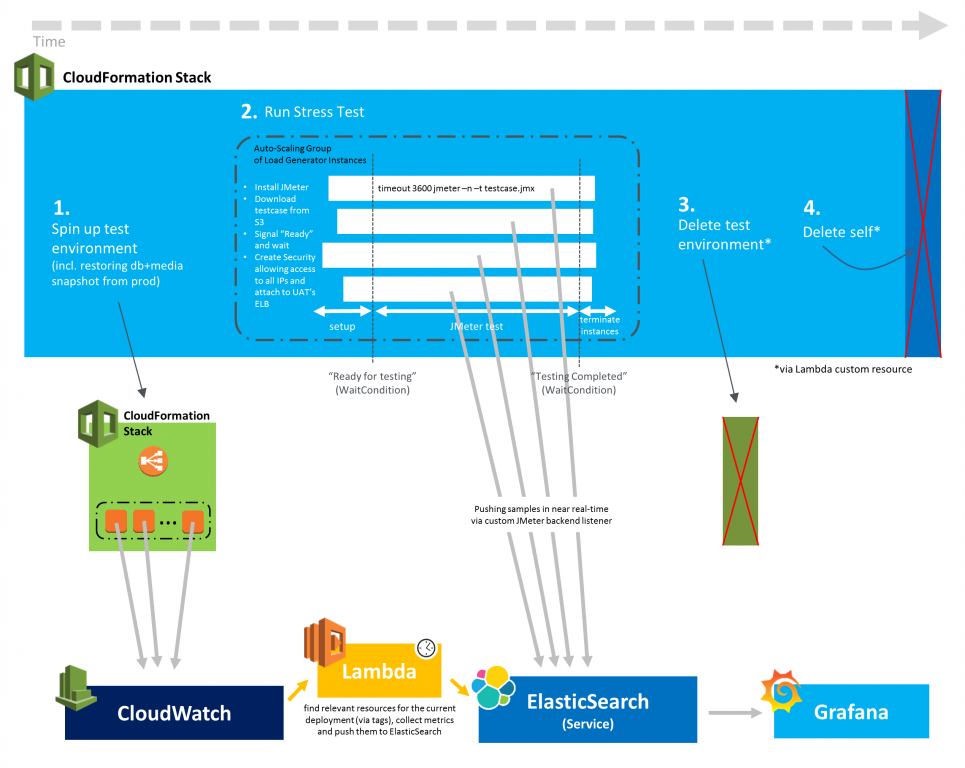 Time
CloudFormation Stack
2. Run Stress Test
Auto-Scaling Group
of Load Generator Instances
• Install JMeter
• Download
testcase from
S3
• Signal “Ready”
and wait
• Create Security
allowing access
to all IPs and
attach to UAT’s
ELB
timeout 3600 jmeter –n –t testcase.jmx
setup
JMeter test
terminate
instances
1.
Spin up test
environment
(incl. restoring db+media
snapshot from prod)
3.
Delete test
environment*
4.
Delete self*
“Ready for testing”
(WaitCondition)
“Testing Completed”
(WaitCondition)
*via Lambda custom resource
CloudFormation
Stack
Pushing samples in near real-time
via custom JMeter backend listener
CloudWatch
Lambda
find relevant resources for the current
deployment (via tags), collect metrics
and push them to ElasticSearch
ElasticSearch
(Service)
Grafana